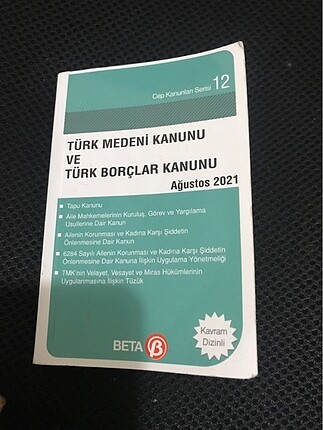 Cep Kanunları Serisi 12
TÜRK MEDENİ KANUNU
VE
TÜRK BORÇLAR KANUNU
Ağustos 2021
Tapu Kanunu
Aile Mahkemelerinin Kuruluş, Görev ve Yargılama
Usullerine Dair Kanun
Ailenin Korunması ve Kadına Karşı Şiddetin
Önlenmesine Dair Kanun
6284 Sayılı Ailenin Korunması ve Kadına Karşı Şiddetin
Önlenmesine Dair Kanuna İlişkin Uygulama Yönetmeliği
TMK'nin Velayet, Vesayet ve Miras Hükümlerinin
Uygulanmasına İlişkin Tüzük
Kavram
Dizinli
BETA β